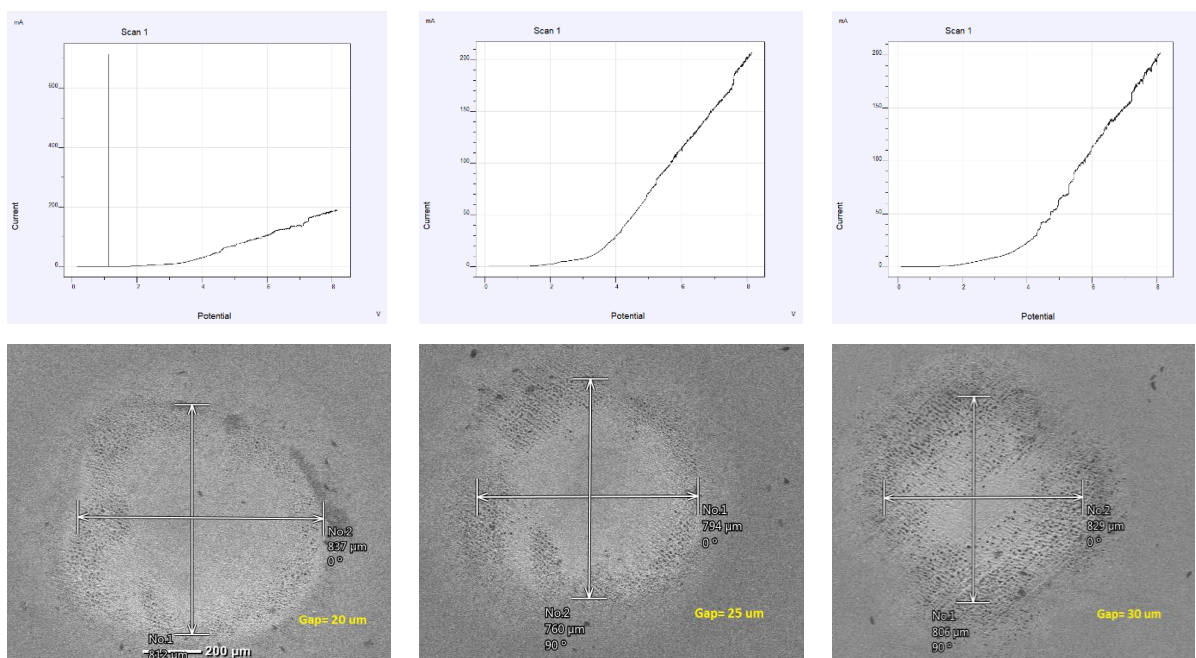 mA
Scan 1
600
400
200
0
0 2 4 6 8
Current
Potential
V
mA
Scan 1
200
150
100
50
0
0 2 4 6 8
Current
Potential
V
mA
Scan 1
200
150
100
50
0
0 2 4 6 8
Current
Potential
V
No.2
837 µm
0 °
Gap= 20 um
No.1
812 µm
200 µm
No.1
794 µm
0 °
Gap= 25 um
No.2
760 µm
90 °
No.2
829 µm
0 °
Gap= 30 um
No.1
806 µm
90 °